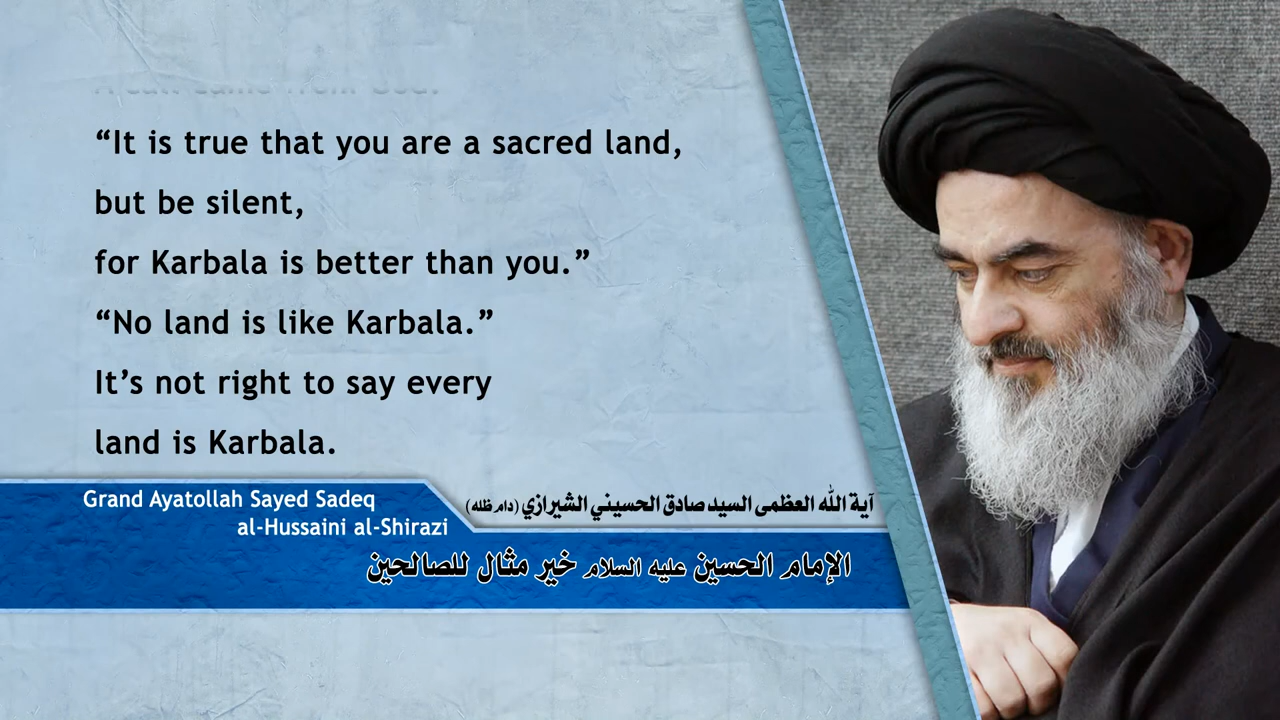 “It is true that you are a sacred land,
but be silent,
for Karbala is better than you.”
“No land is like Karbala.”
It’s not right to say every
land is Karbala.
Grand Ayatollah Sayed Sadeq
al-Hussaini al-Shirazi
آية الله العظمى السيد صادق الحسيني الشيرازي (دام ظله)
الإمام الحسين عليه السلام خير مثال للصالحين